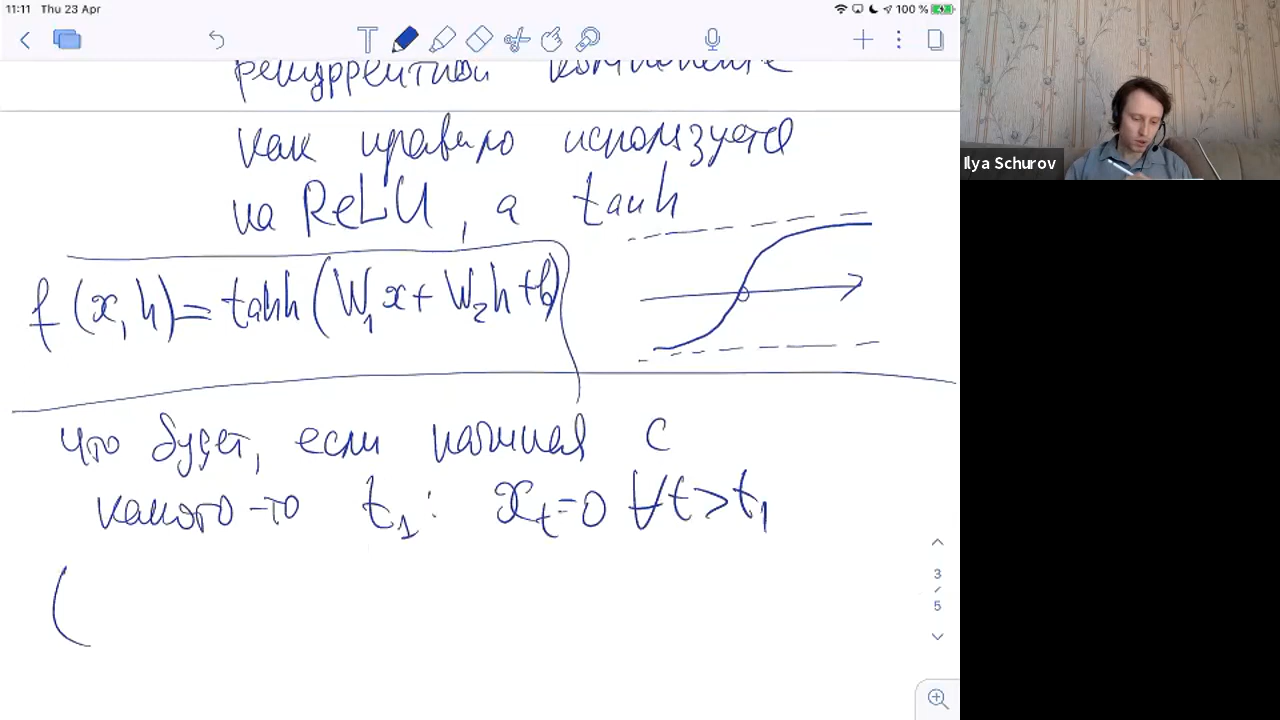 11:11 Thu 23 Apr
100 %
Ilya Schurov
рекуррентной компоненте
как правило используется
не ReLU, а tanh
f(x, h) = tanh(W₁x + W₂h + b)
что будет, если начиная с
какого-то t₁: xₜ=0 ∀t>t₁
(
3
/
5